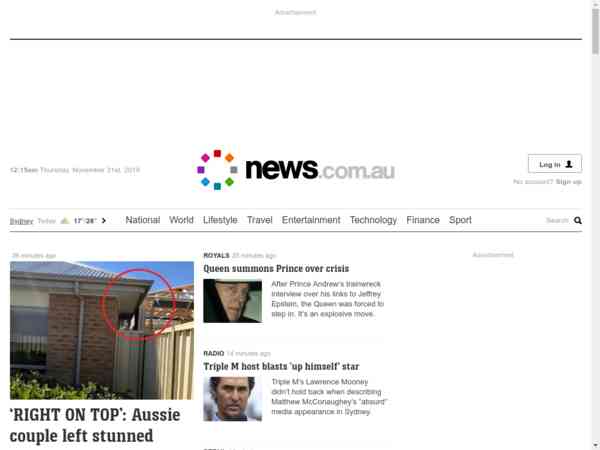 Advertisement
12:15am Thursday, November 21st, 2019
news.com.au
Log in
No account? Sign up
Sydney Today 17° 28°
National World Lifestyle Travel Entertainment Technology Finance Sport
Search
39 minutes ago
‘RIGHT ON TOP’: Aussie
couple left stunned
ROYALS 25 minutes ago
Queen summons Prince over crisis
After Prince Andrew’s trainwreck
interview over his links to Jeffrey
Epstein, the Queen was forced to
step in. It’s an explosive move.
RADIO 14 minutes ago
Triple M host blasts ‘up himself’ star
Triple M’s Lawrence Mooney
didn’t hold back when describing
Matthew McConaughey’s “absurd”
media appearance in Sydney.
Advertisement